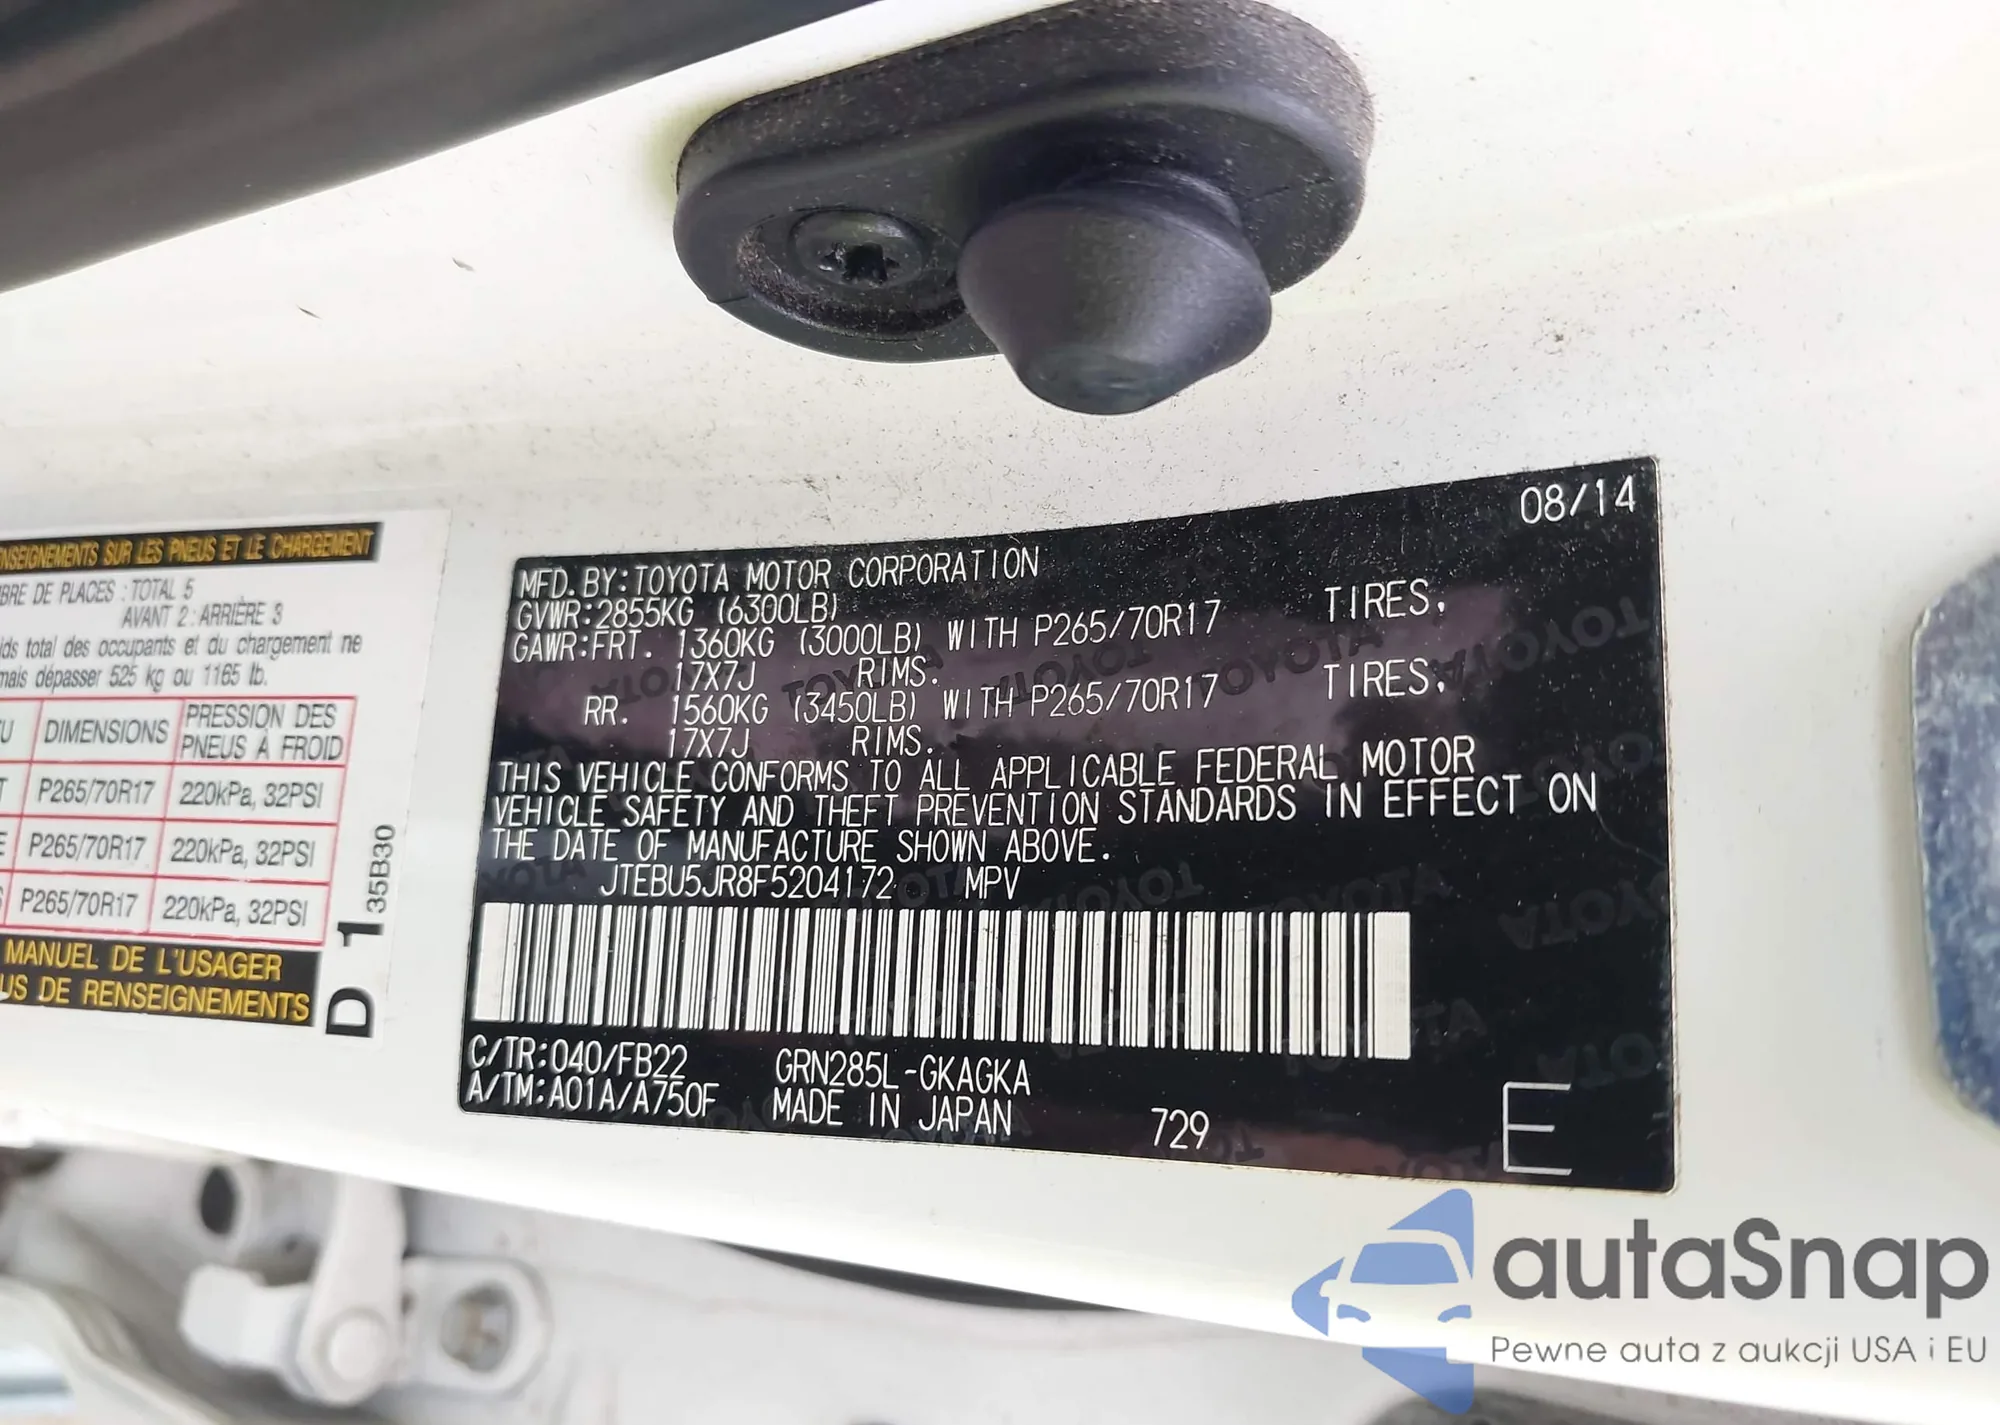 08/14
MFD. BY:TOYOTA MOTOR CORPORATION
GVWR:2855KG (6300LB)
GAWR:FRT. 1360KG (3000LB) WITH P265/70R17 TIRES,
17X7J RIMS.
RR. 1560KG (3450LB) WITH P265/70R17 TIRES,
17X7J RIMS.
THIS VEHICLE CONFORMS TO ALL APPLICABLE FEDERAL MOTOR
VEHICLE SAFETY AND THEFT PREVENTION STANDARDS IN EFFECT ON
THE DATE OF MANUFACTURE SHOWN ABOVE.
JTEBU5JR8F5204172 MPV
C/TR:040/FB22 GRN285L-GKAGKA
A/TM:A01A/A750F MADE IN JAPAN 729 E
SUR LES PNEUS ET LE CHARGEMENT
DE PLACES : TOTAL 5
AVANT 2 : ARRIÈRE 3
total des occupants et du chargement ne
dépasser 525 kg ou 1165 lb.
DIMENSIONS PRESSION DES
PNEUS À FROID
P265/70R17 220kPa, 32PSI
P265/70R17 220kPa, 32PSI
P265/70R17 220kPa, 32PSI
MANUEL DE L'USAGER
DE RENSEIGNEMENTS
D 1 35B30
autaSnap
Pewne auta z aukcji USA i EU